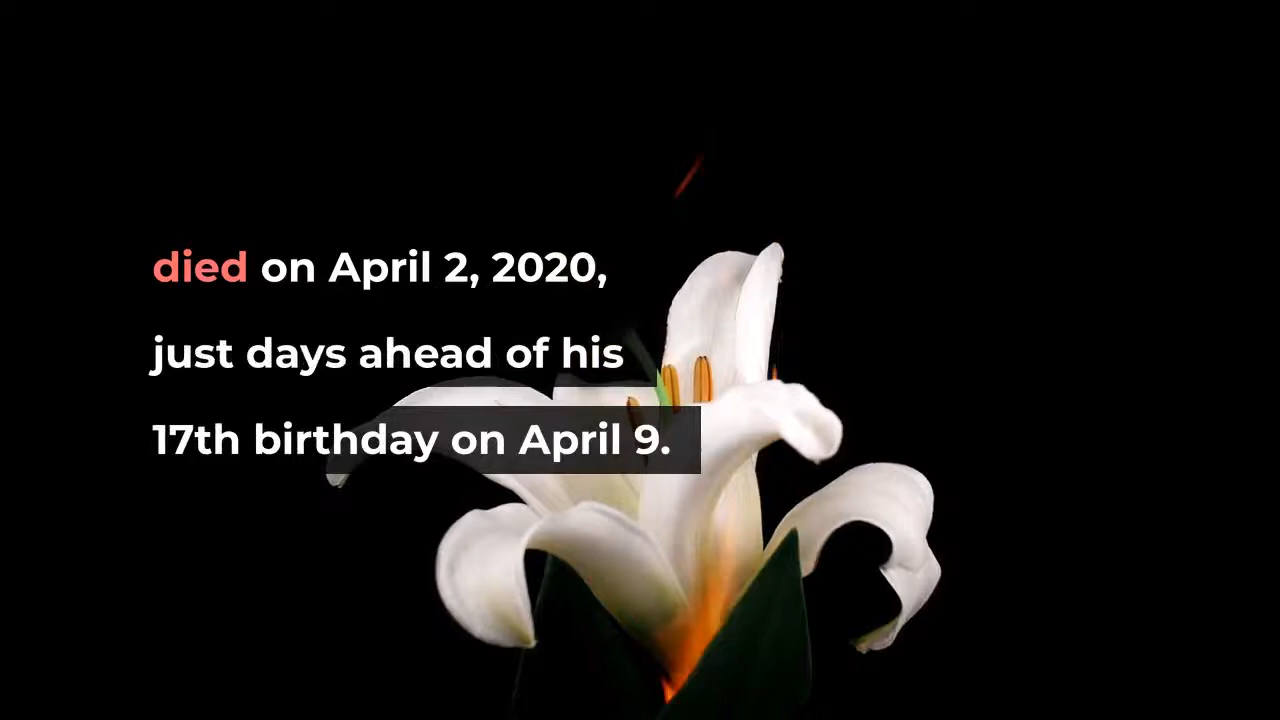 died on April 2, 2020,
just days ahead of his
17th birthday on April 9.